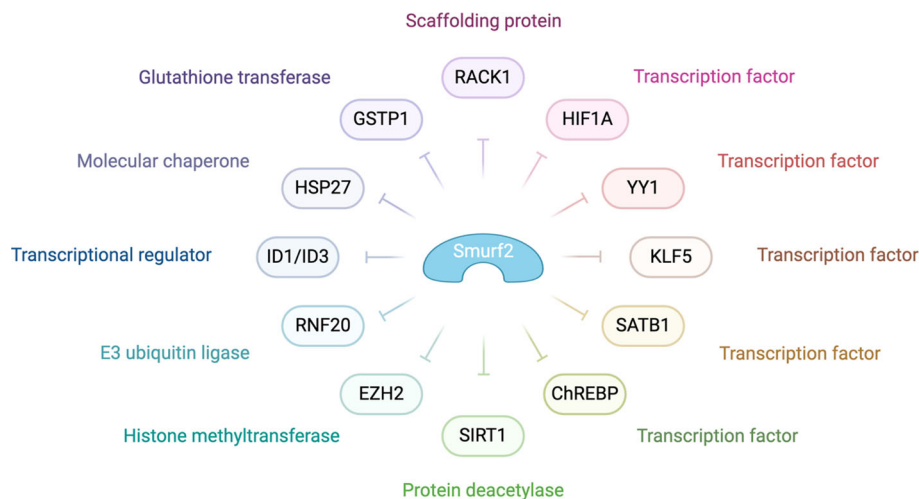 Scaffolding protein
Glutathione transferase
RACK1
Transcription factor
GSTP1
HIF1A
Molecular chaperone
Transcription factor
HSP27
YY1
Transcriptional regulator
ID1/ID3
Smurf2
KLF5
Transcription factor
RNF20
SATB1
E3 ubiquitin ligase
Transcription factor
EZH2
ChREBP
Histone methyltransferase
SIRT1
Transcription factor
Protein deacetylase